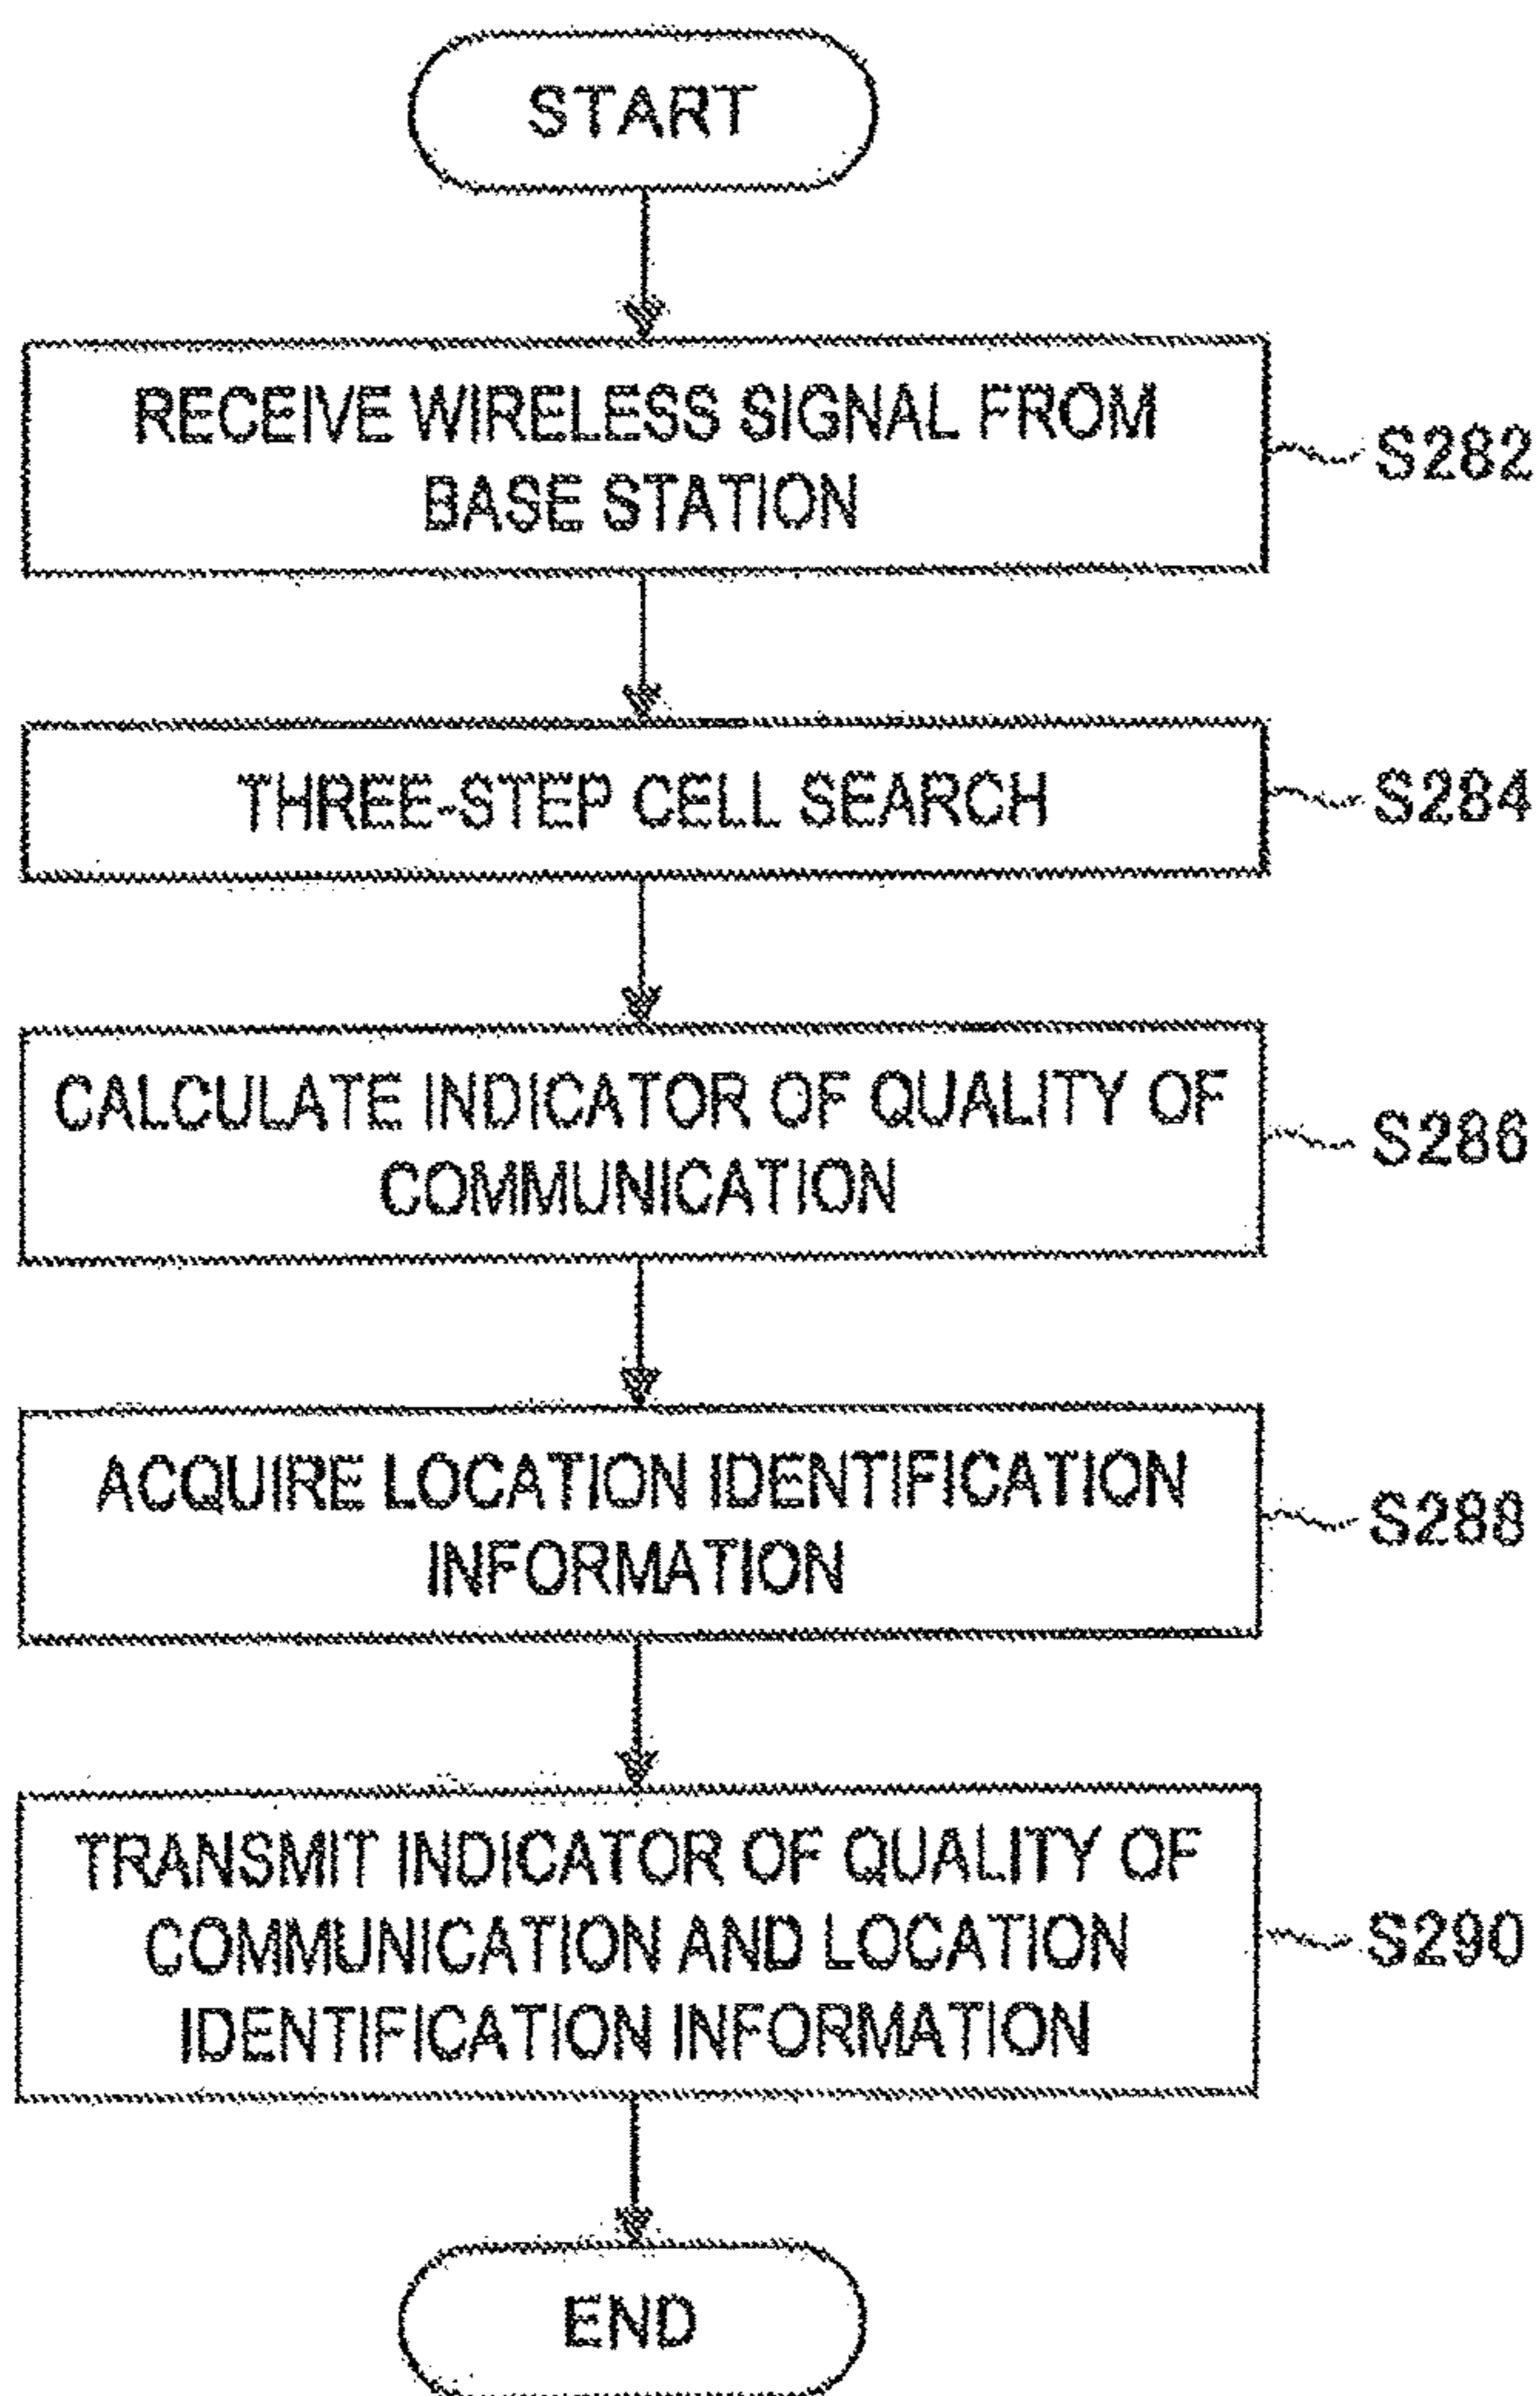 START
RECEIVE WIRELESS SIGNAL FROM
BASE STATION
S282
THREE-STEP CELL SEARCH
S284
CALCULATE INDICATOR OF QUALITY OF
COMMUNICATION
S286
ACQUIRE LOCATION IDENTIFICATION
INFORMATION
S288
TRANSMIT INDICATOR OF QUALITY OF
COMMUNICATION AND LOCATION
IDENTIFICATION INFORMATION
S290
END